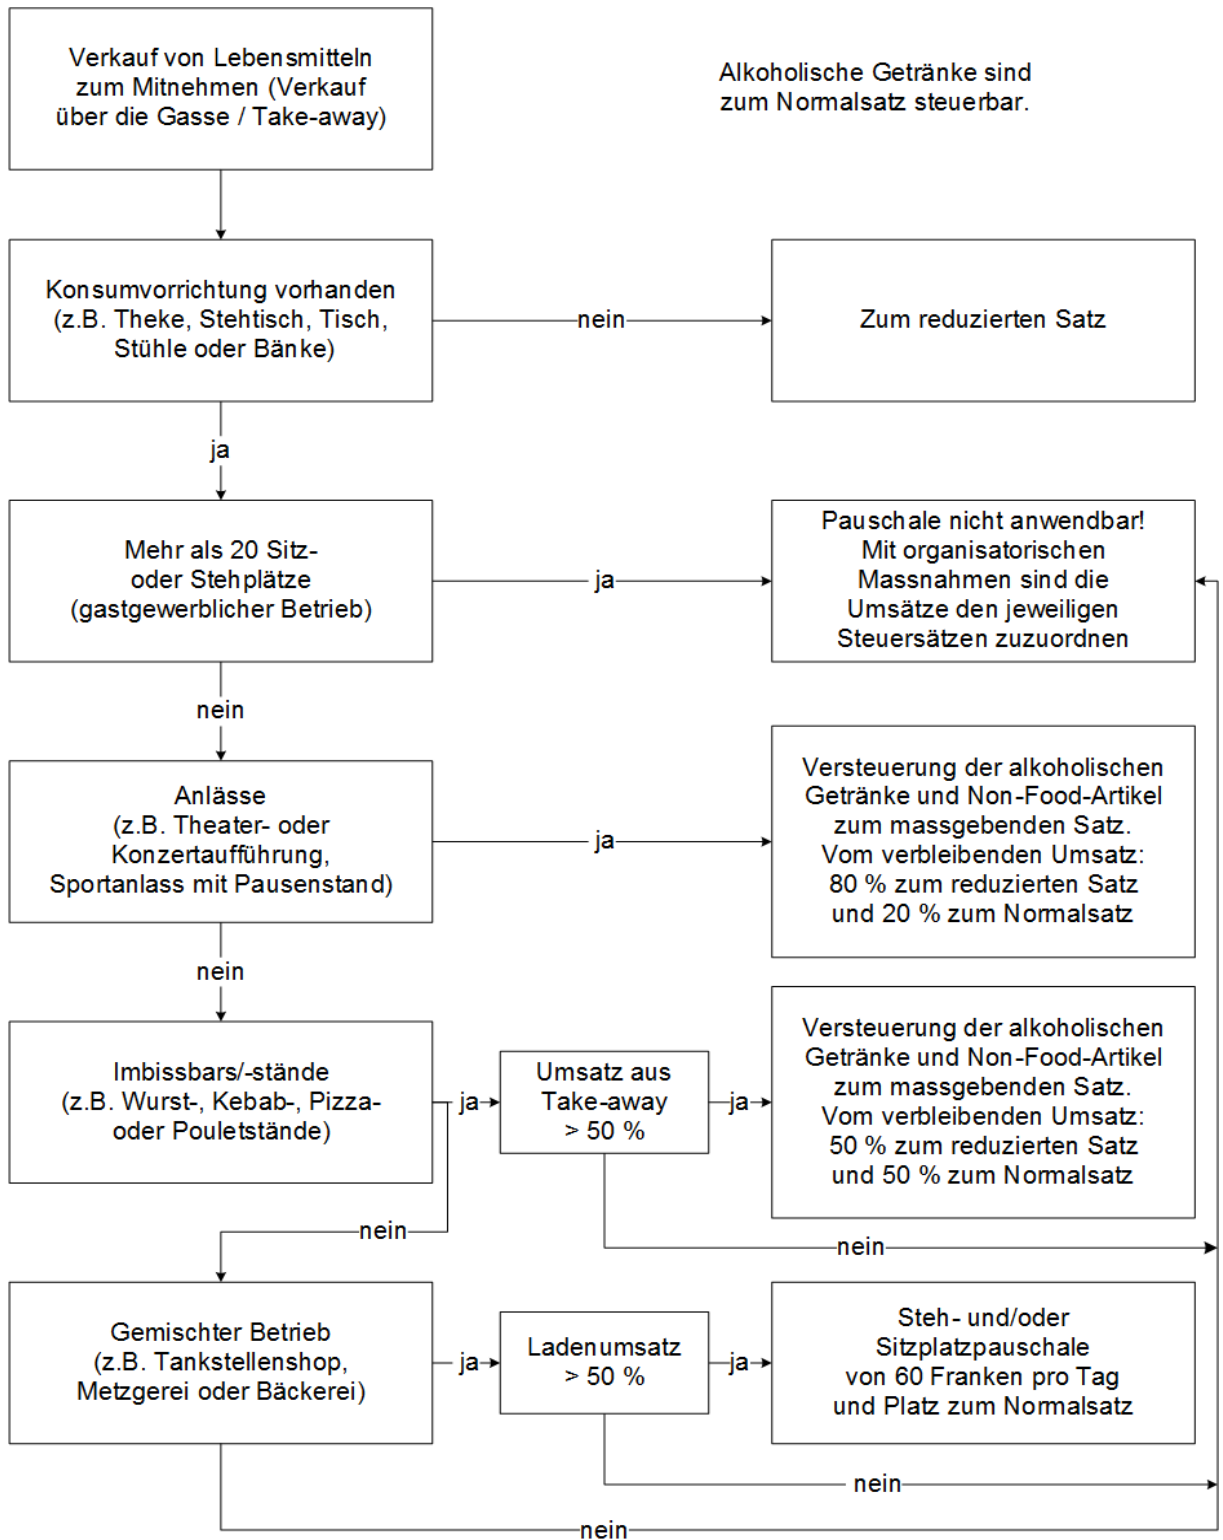 Verkauf von Lebensmitteln
zum Mitnehmen (Verkauf
über die Gasse / Take-away)
Alkoholische Getränke sind
zum Normalsatz steuerbar.
Konsumvorrichtung vorhanden
(z.B. Theke, Stehtisch, Tisch,
Stühle oder Bänke)
nein
Zum reduzierten Satz
ja
Mehr als 20 Sitz-
oder Stehplätze
(gastgewerblicher Betrieb)
ja
Pauschale nicht anwendbar!
Mit organisatorischen
Massnahmen sind die
Umsätze den jeweiligen
Steuersätzen zuzuordnen
nein
Anlässe
(z.B. Theater- oder
Konzertaufführung,
Sportanlass mit Pausenstand)
ja
Versteuerung der alkoholischen
Getränke und Non-Food-Artikel
zum massgebenden Satz.
Vom verbleibenden Umsatz:
80 % zum reduzierten Satz
und 20 % zum Normalsatz
nein
Imbissbars/-stände
(z.B. Wurst-, Kebab-, Pizza-
oder Pouletstände)
ja
Umsatz aus
Take-away
> 50 %
ja
Versteuerung der alkoholischen
Getränke und Non-Food-Artikel
zum massgebenden Satz.
Vom verbleibenden Umsatz:
50 % zum reduzierten Satz
und 50 % zum Normalsatz
nein
nein
Gemischter Betrieb
(z.B. Tankstellenshop,
Metzgerei oder Bäckerei)
ja
Ladenumsatz
> 50 %
ja
Steh- und/oder
Sitzplatzpauschale
von 60 Franken pro Tag
und Platz zum Normalsatz
nein
nein